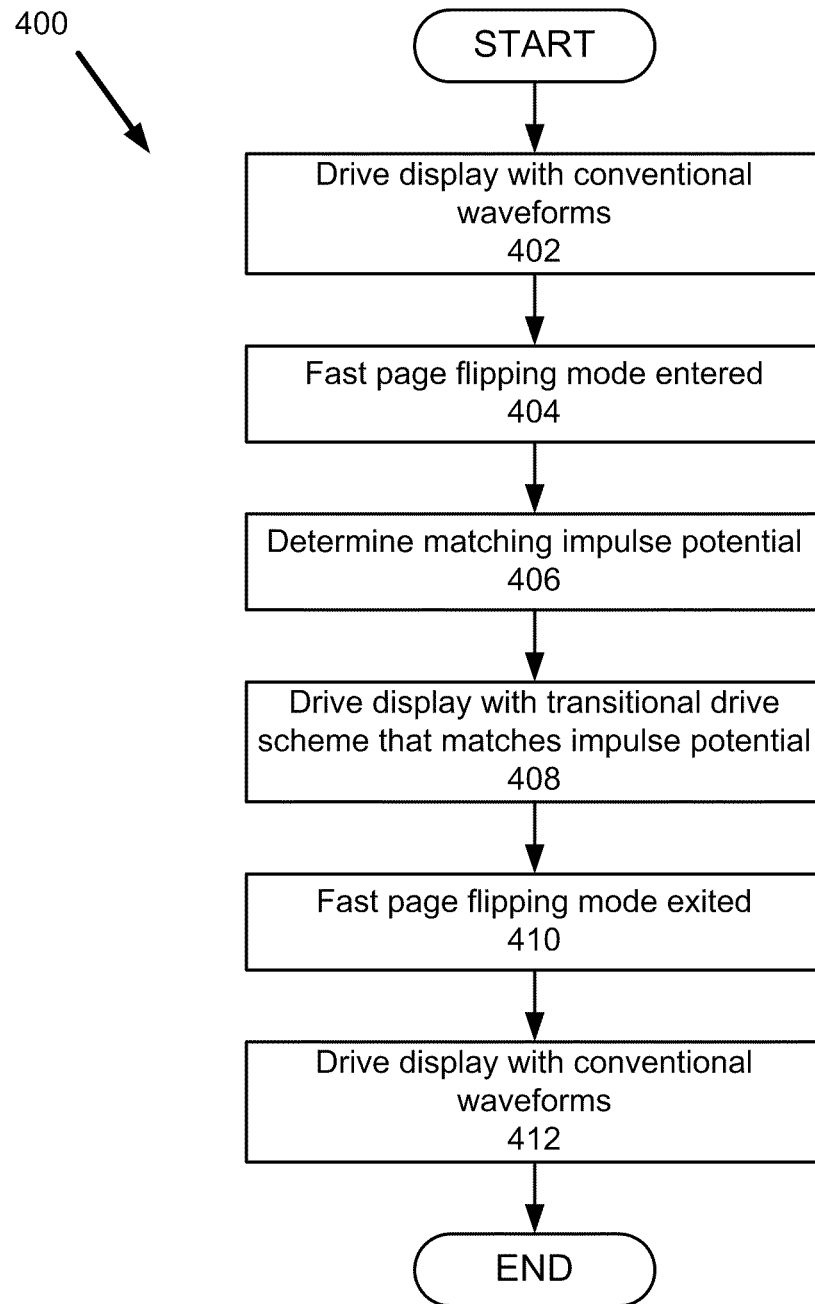 400
START
Drive display with conventional
waveforms
402
Fast page flipping mode entered
404
Determine matching impulse potential
406
Drive display with transitional drive
scheme that matches impulse potential
408
Fast page flipping mode exited
410
Drive display with conventional
waveforms
412
END